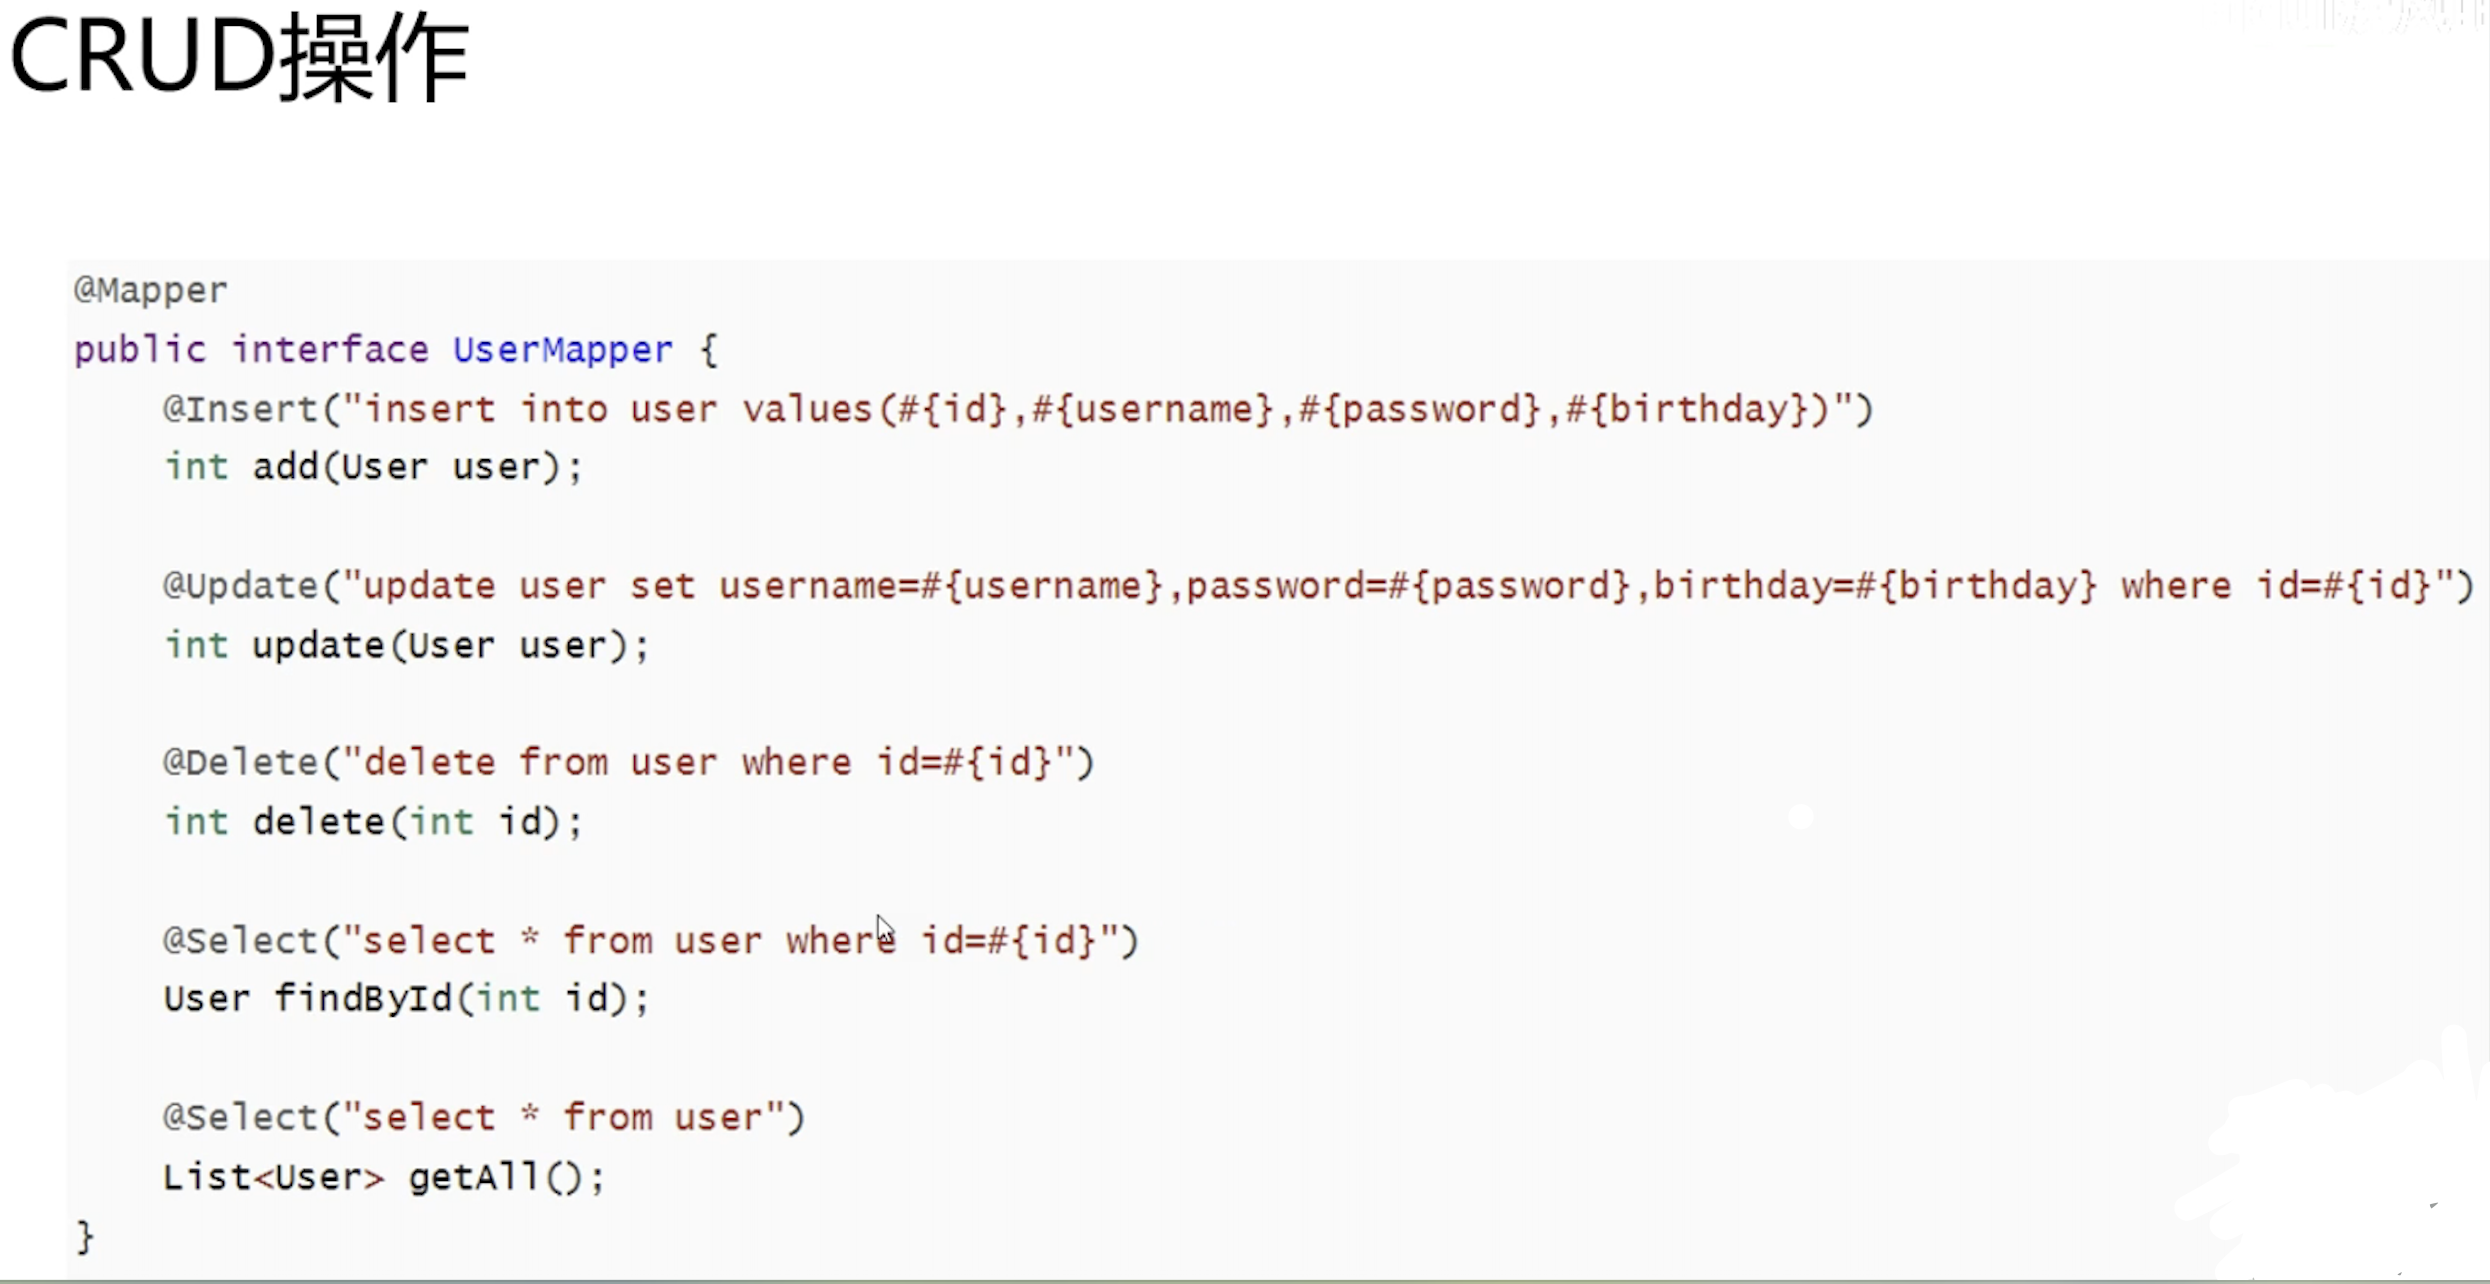 CRUD操作
@Mapper
public interface UserMapper {
@Insert("insert into user values(#{id},#{username},#{password},#{birthday})")
int add(User user);
@Update("update user set username=#{username},password=#{password},birthday=#{birthday} where id=#{id}")
int update(User user);
@Delete("delete from user where id=#{id}")
int delete(int id);
@Select("select * from user where id=#{id}")
User findById(int id);
@Select("select * from user")
List<User> getAll();
}